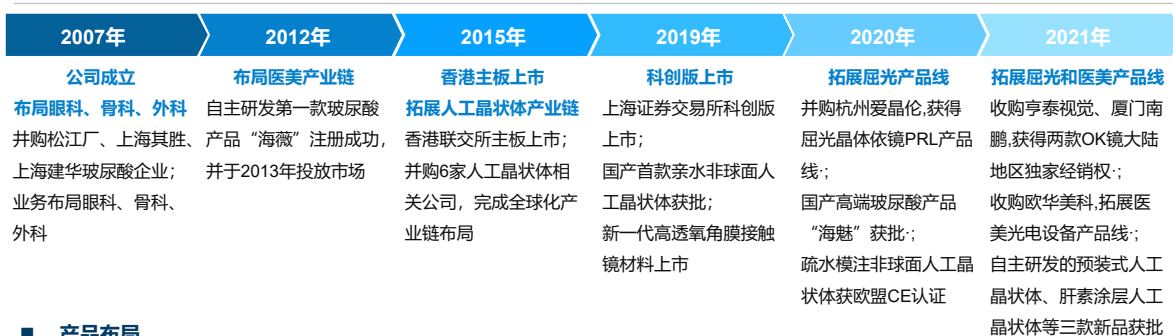 2007年
2012年
2015年
2019年
2020年
2021年
公司成立
布局眼科、骨科、外科
井购松江厂、上海其胜、
上海建华玻尿酸企业；
业务布局眼科、骨科、
外科
布局医美产业链
自主研发第一款玻尿酸
产品“海薇”注册成功，
并于2013年投放市场
香港主板上市
拓展人工晶状体产业链
香港联交所主板上市；
并购6家人工晶状体相
关公司，完成全球化产
业链布局
科创版上市
上海证券交易所科创版
上市；
国产首款亲水非球面人
工晶状体获批；
新一代高透氧角膜接触
镜材料上市
拓展屈光产品线
并购杭州爱晶伦,获得
屈光晶体依镜PRL产品
线·;
国产高端玻尿酸产品
“海魅”获批·;
疏水模注非球面人工晶
状体获欧盟CE认证
拓展屈光和医美产品线
收购亨泰视觉、厦门南
鹏,获得两款OK镜大陆
地区独家经销权·;
收购欧华美科,拓展医
美光电设备产品线·;
自主研发的预装式人工
晶状体、肝素涂层人工
晶状体等三款新品获批
产品布局